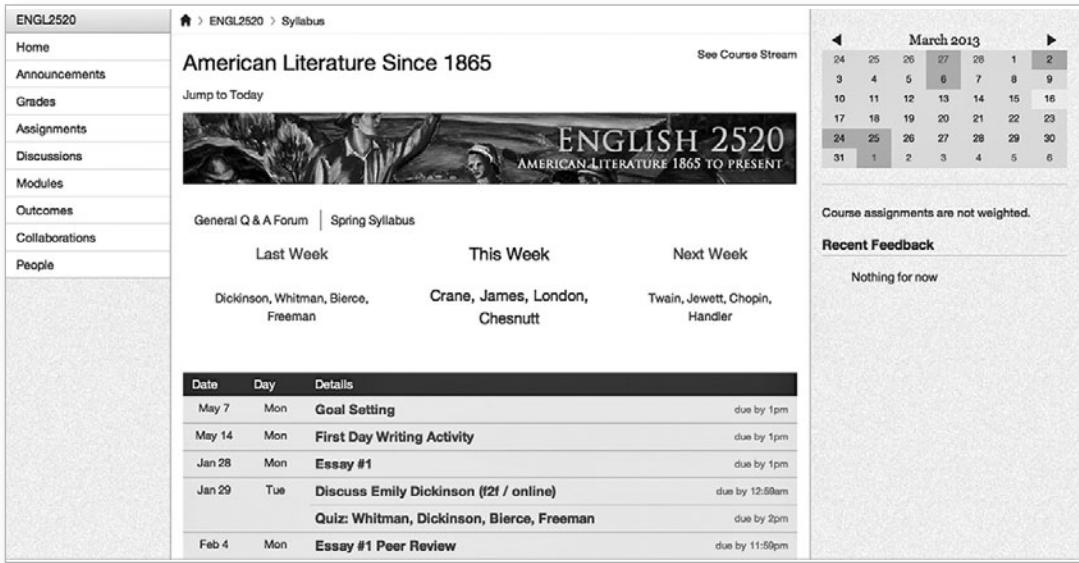 ENGL2520
Home
Announcements
Grades
Assignments
Discussions
Modules
Outcomes
Collaborations
People
> ENGL2520 > Syllabus
American Literature Since 1865
See Course Stream
Jump to Today
ENGLISH 2520
AMERICAN LITERATURE 1865 TO PRESENT
General Q & A Forum | Spring Syllabus
Last Week
Dickinson, Whitman, Bierce,
Freeman
This Week
Crane, James, London,
Chesnutt
Next Week
Twain, Jewett, Chopin,
Handler
Date Day Details
May 7 Mon Goal Setting due by 1pm
May 14 Mon First Day Writing Activity due by 1pm
Jan 28 Mon Essay #1 due by 1pm
Jan 29 Tue Discuss Emily Dickinson (f2f / online) due by 12:59am
Quiz: Whitman, Dickinson, Bierce, Freeman due by 2pm
Feb 4 Mon Essay #1 Peer Review due by 11:59pm
March 2013
24 25 26 27 28 1 2
3 4 5 6 7 8 9
10 11 12 13 14 15 16
17 18 19 20 21 22 23
24 25 26 27 28 29 30
31 1 2 3 4 5 6
Course assignments are not weighted.
Recent Feedback
Nothing for now